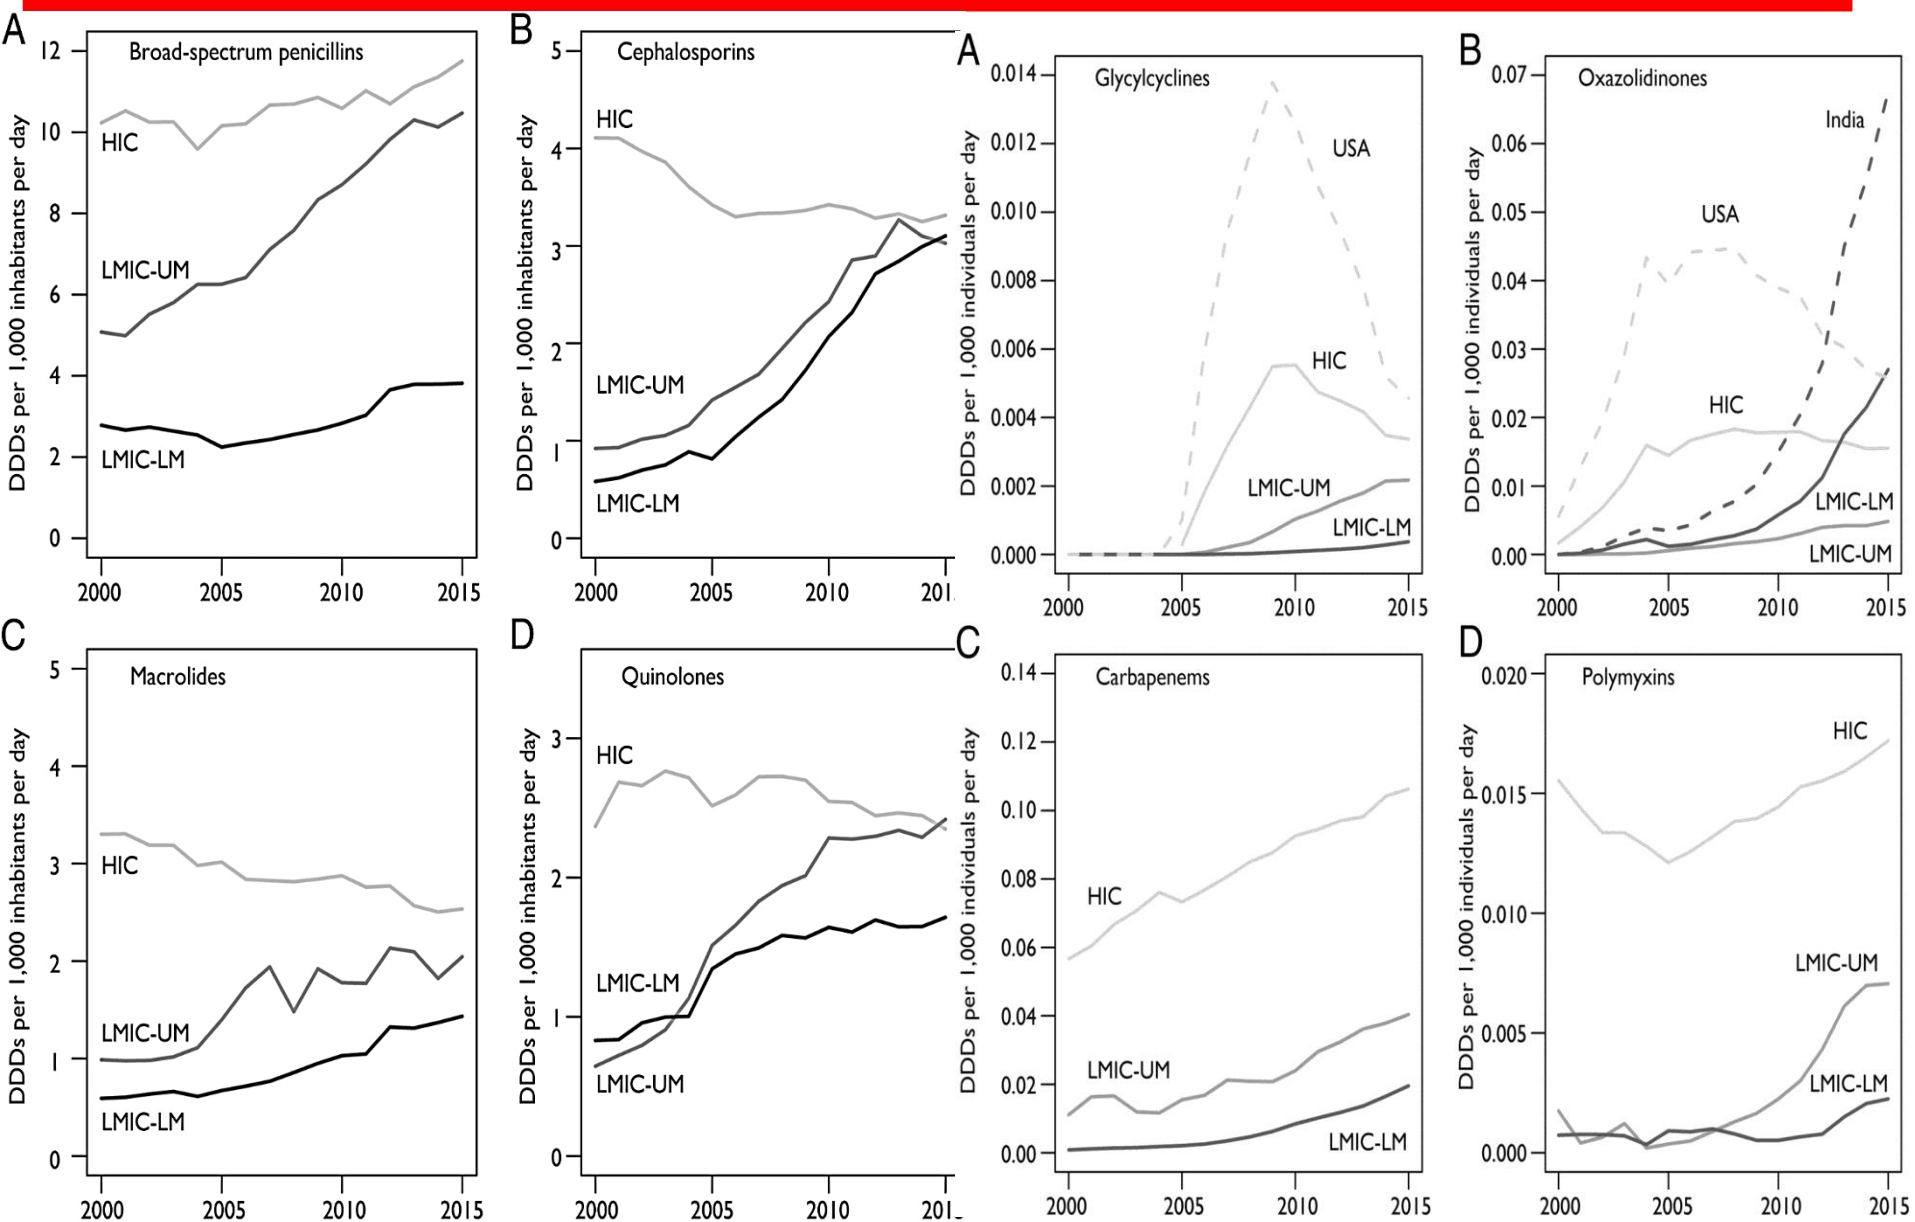 A
Broad-spectrum penicillins
DDDs per 1,000 inhabitants per day
12
10
8
6
4
2
0
HIC
LMIC-UM
LMIC-LM
2000 2005 2010 2015
B
Cephalosporins
DDDs per 1,000 inhabitants per day
5
4
3
2
1
0
HIC
LMIC-UM
LMIC-LM
2000 2005 2010 201
A
Glycylcyclines
DDDs per 1,000 individuals per day
0.014
0.012
0.010
0.008
0.006
0.004
0.002
0.000
USA
HIC
LMIC-UM
LMIC-LM
2000 2005 2010 2015
B
Oxazolidinones
DDDs per 1,000 individuals per day
0.07
0.06
0.05
0.04
0.03
0.02
0.01
0.00
India
USA
HIC
LMIC-LM
LMIC-UM
2000 2005 2010 2015
C
Macrolides
DDDs per 1,000 inhabitants per day
5
4
3
2
1
0
HIC
LMIC-UM
LMIC-LM
2000 2005 2010 2015
D
Quinolones
DDDs per 1,000 inhabitants per day
3
2
1
0
HIC
LMIC-LM
LMIC-UM
2000 2005 2010 201
C
Carbapenems
DDDs per 1,000 individuals per day
0.14
0.12
0.10
0.08
0.06
0.04
0.02
0.00
HIC
LMIC-UM
LMIC-LM
2000 2005 2010 2015
D
Polymyxins
DDDs per 1,000 individuals per day
0.020
0.015
0.010
0.005
0.000
HIC
LMIC-UM
LMIC-LM
2000 2005 2010 2015